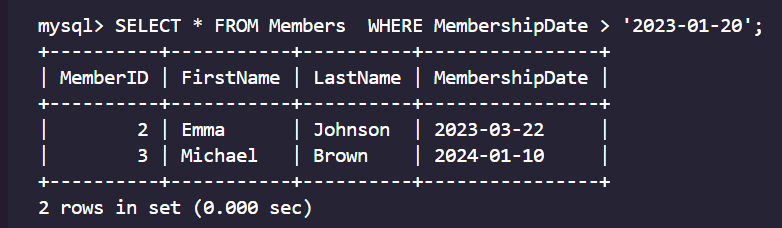 mysql> SELECT * FROM Members  WHERE MembershipDate > '2023-01-20';
+----------+-----------+----------+----------------+
| MemberID | FirstName | LastName | MembershipDate |
+----------+-----------+----------+----------------+
|        2 | Emma      | Johnson  | 2023-03-22     |
|        3 | Michael   | Brown    | 2024-01-10     |
+----------+-----------+----------+----------------+
2 rows in set (0.000 sec)